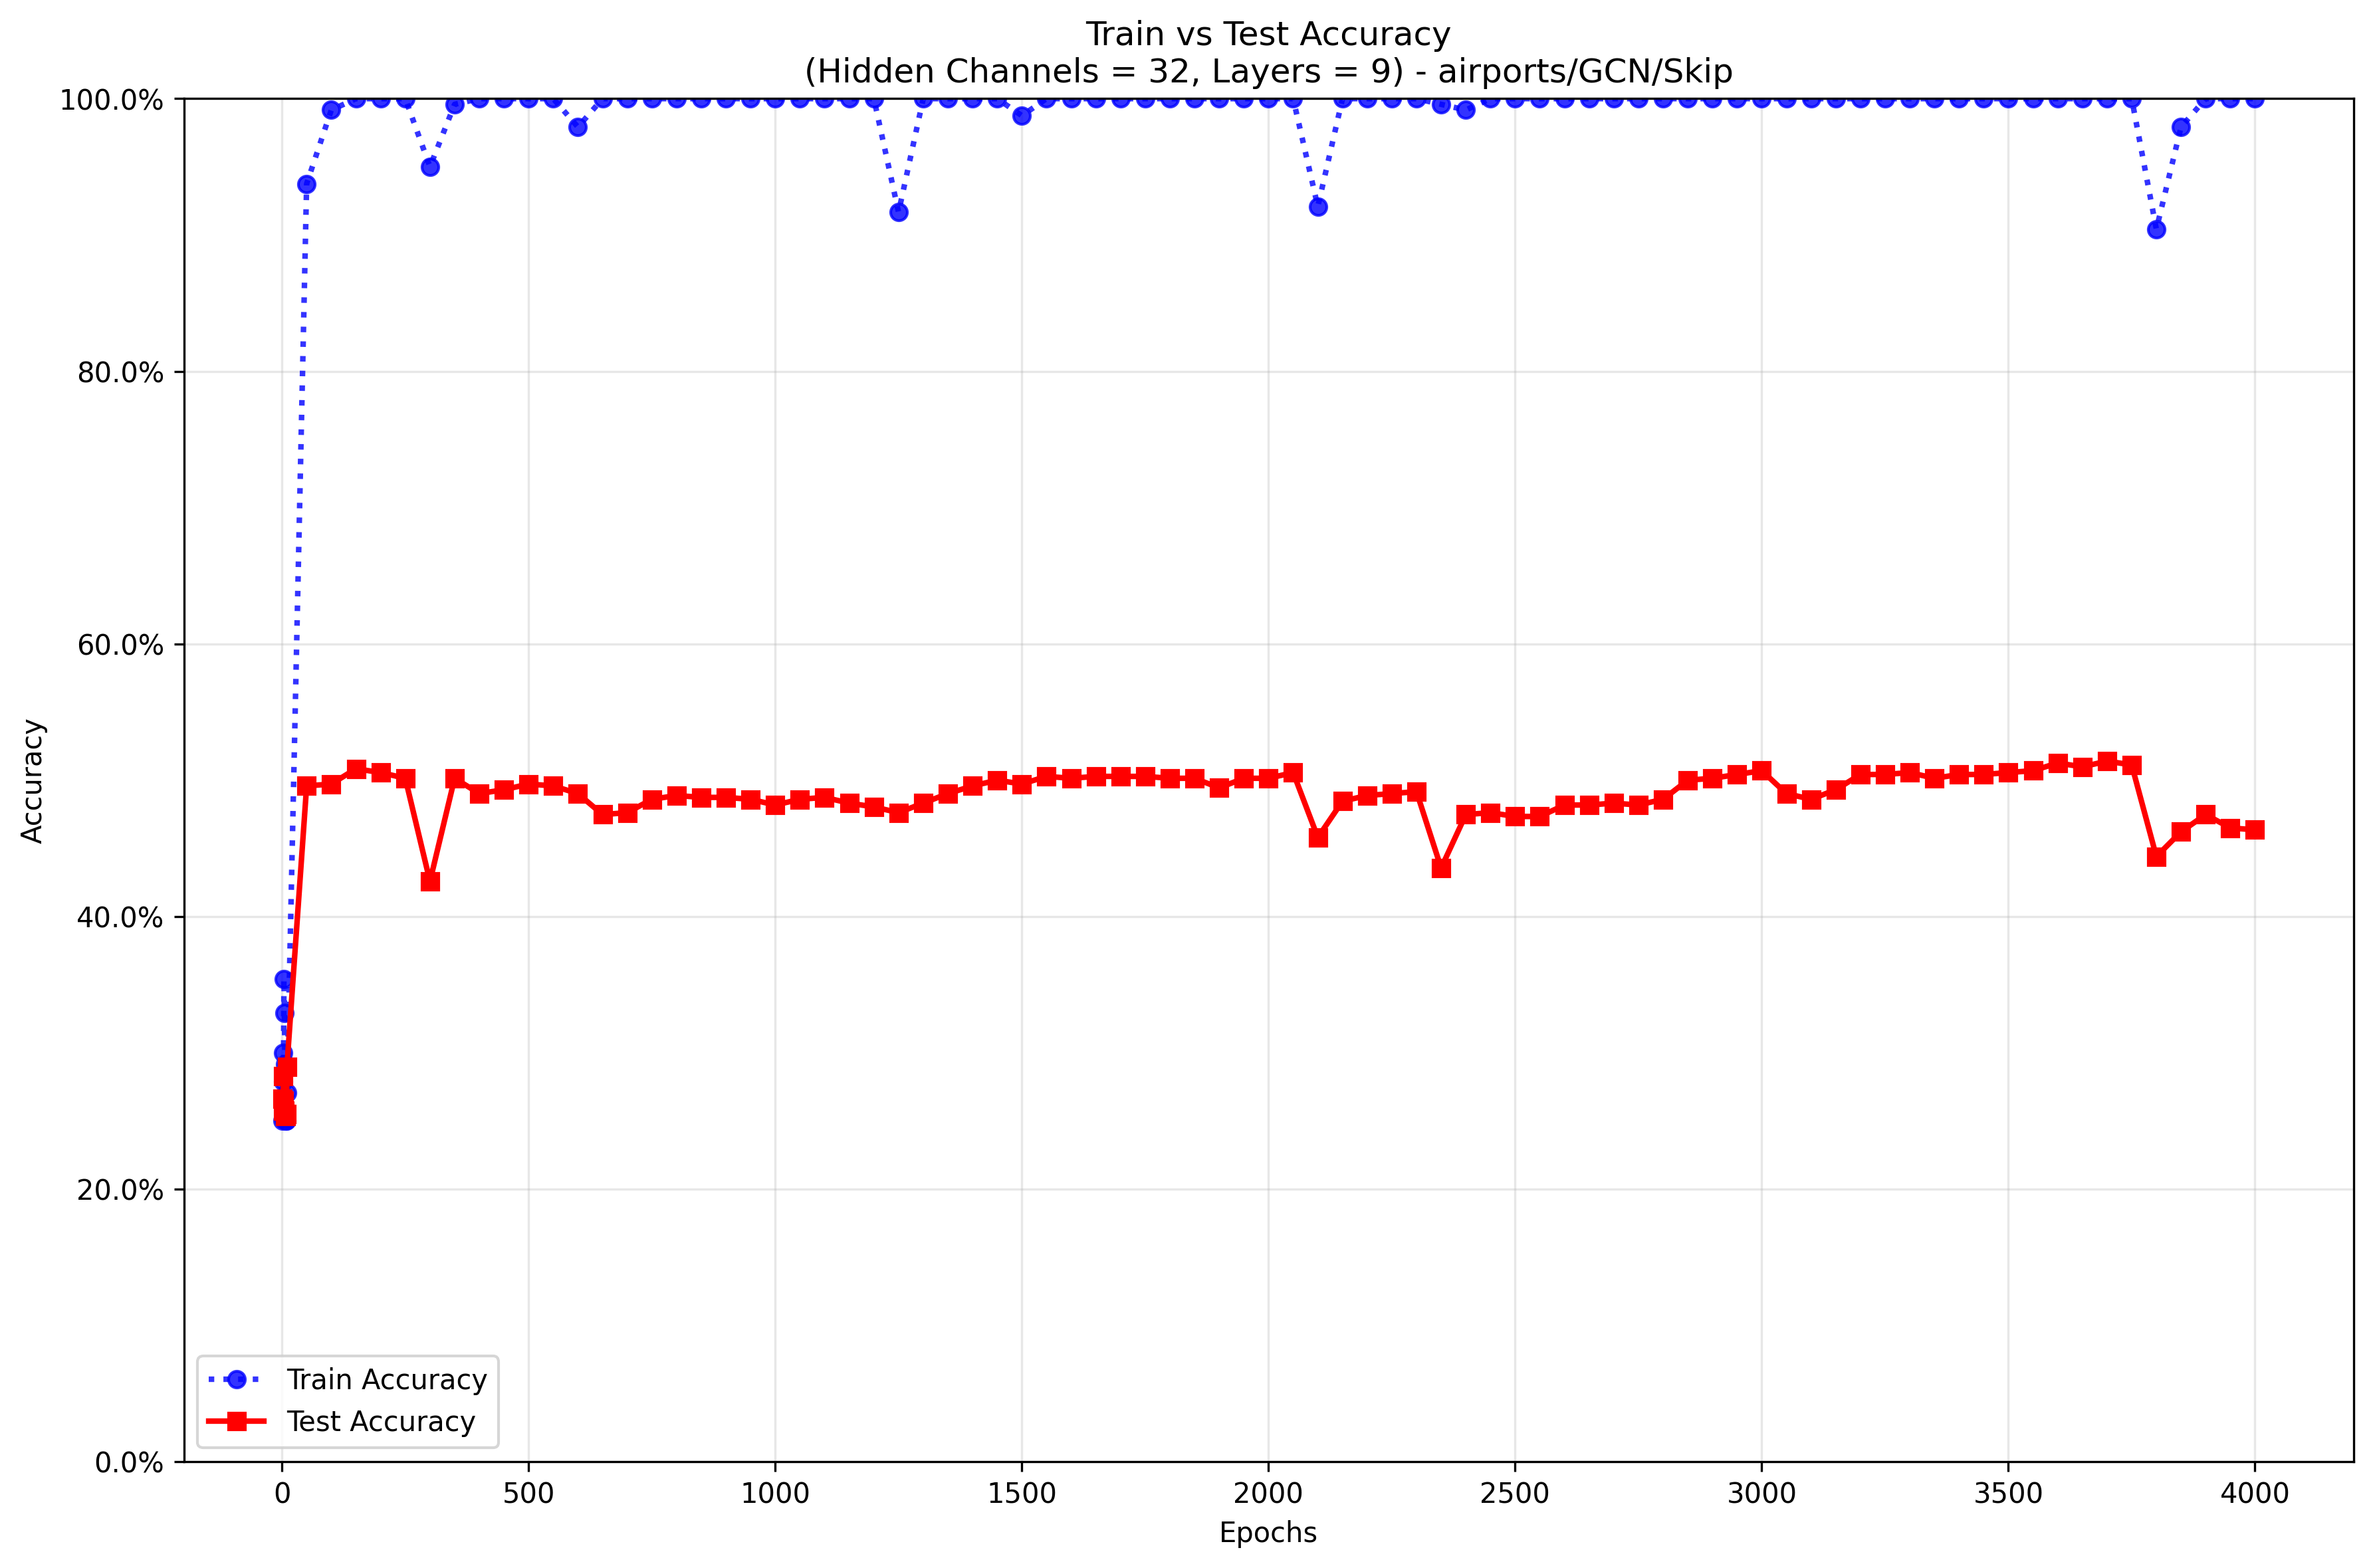 Train vs Test Accuracy
(Hidden Channels = 32, Layers = 9) - airports/GCN/Skip
100.0%
80.0%
60.0%
40.0%
20.0%
0.0%
Accuracy
Train Accuracy
Test Accuracy
0 500 1000 1500 2000 2500 3000 3500 4000
Epochs